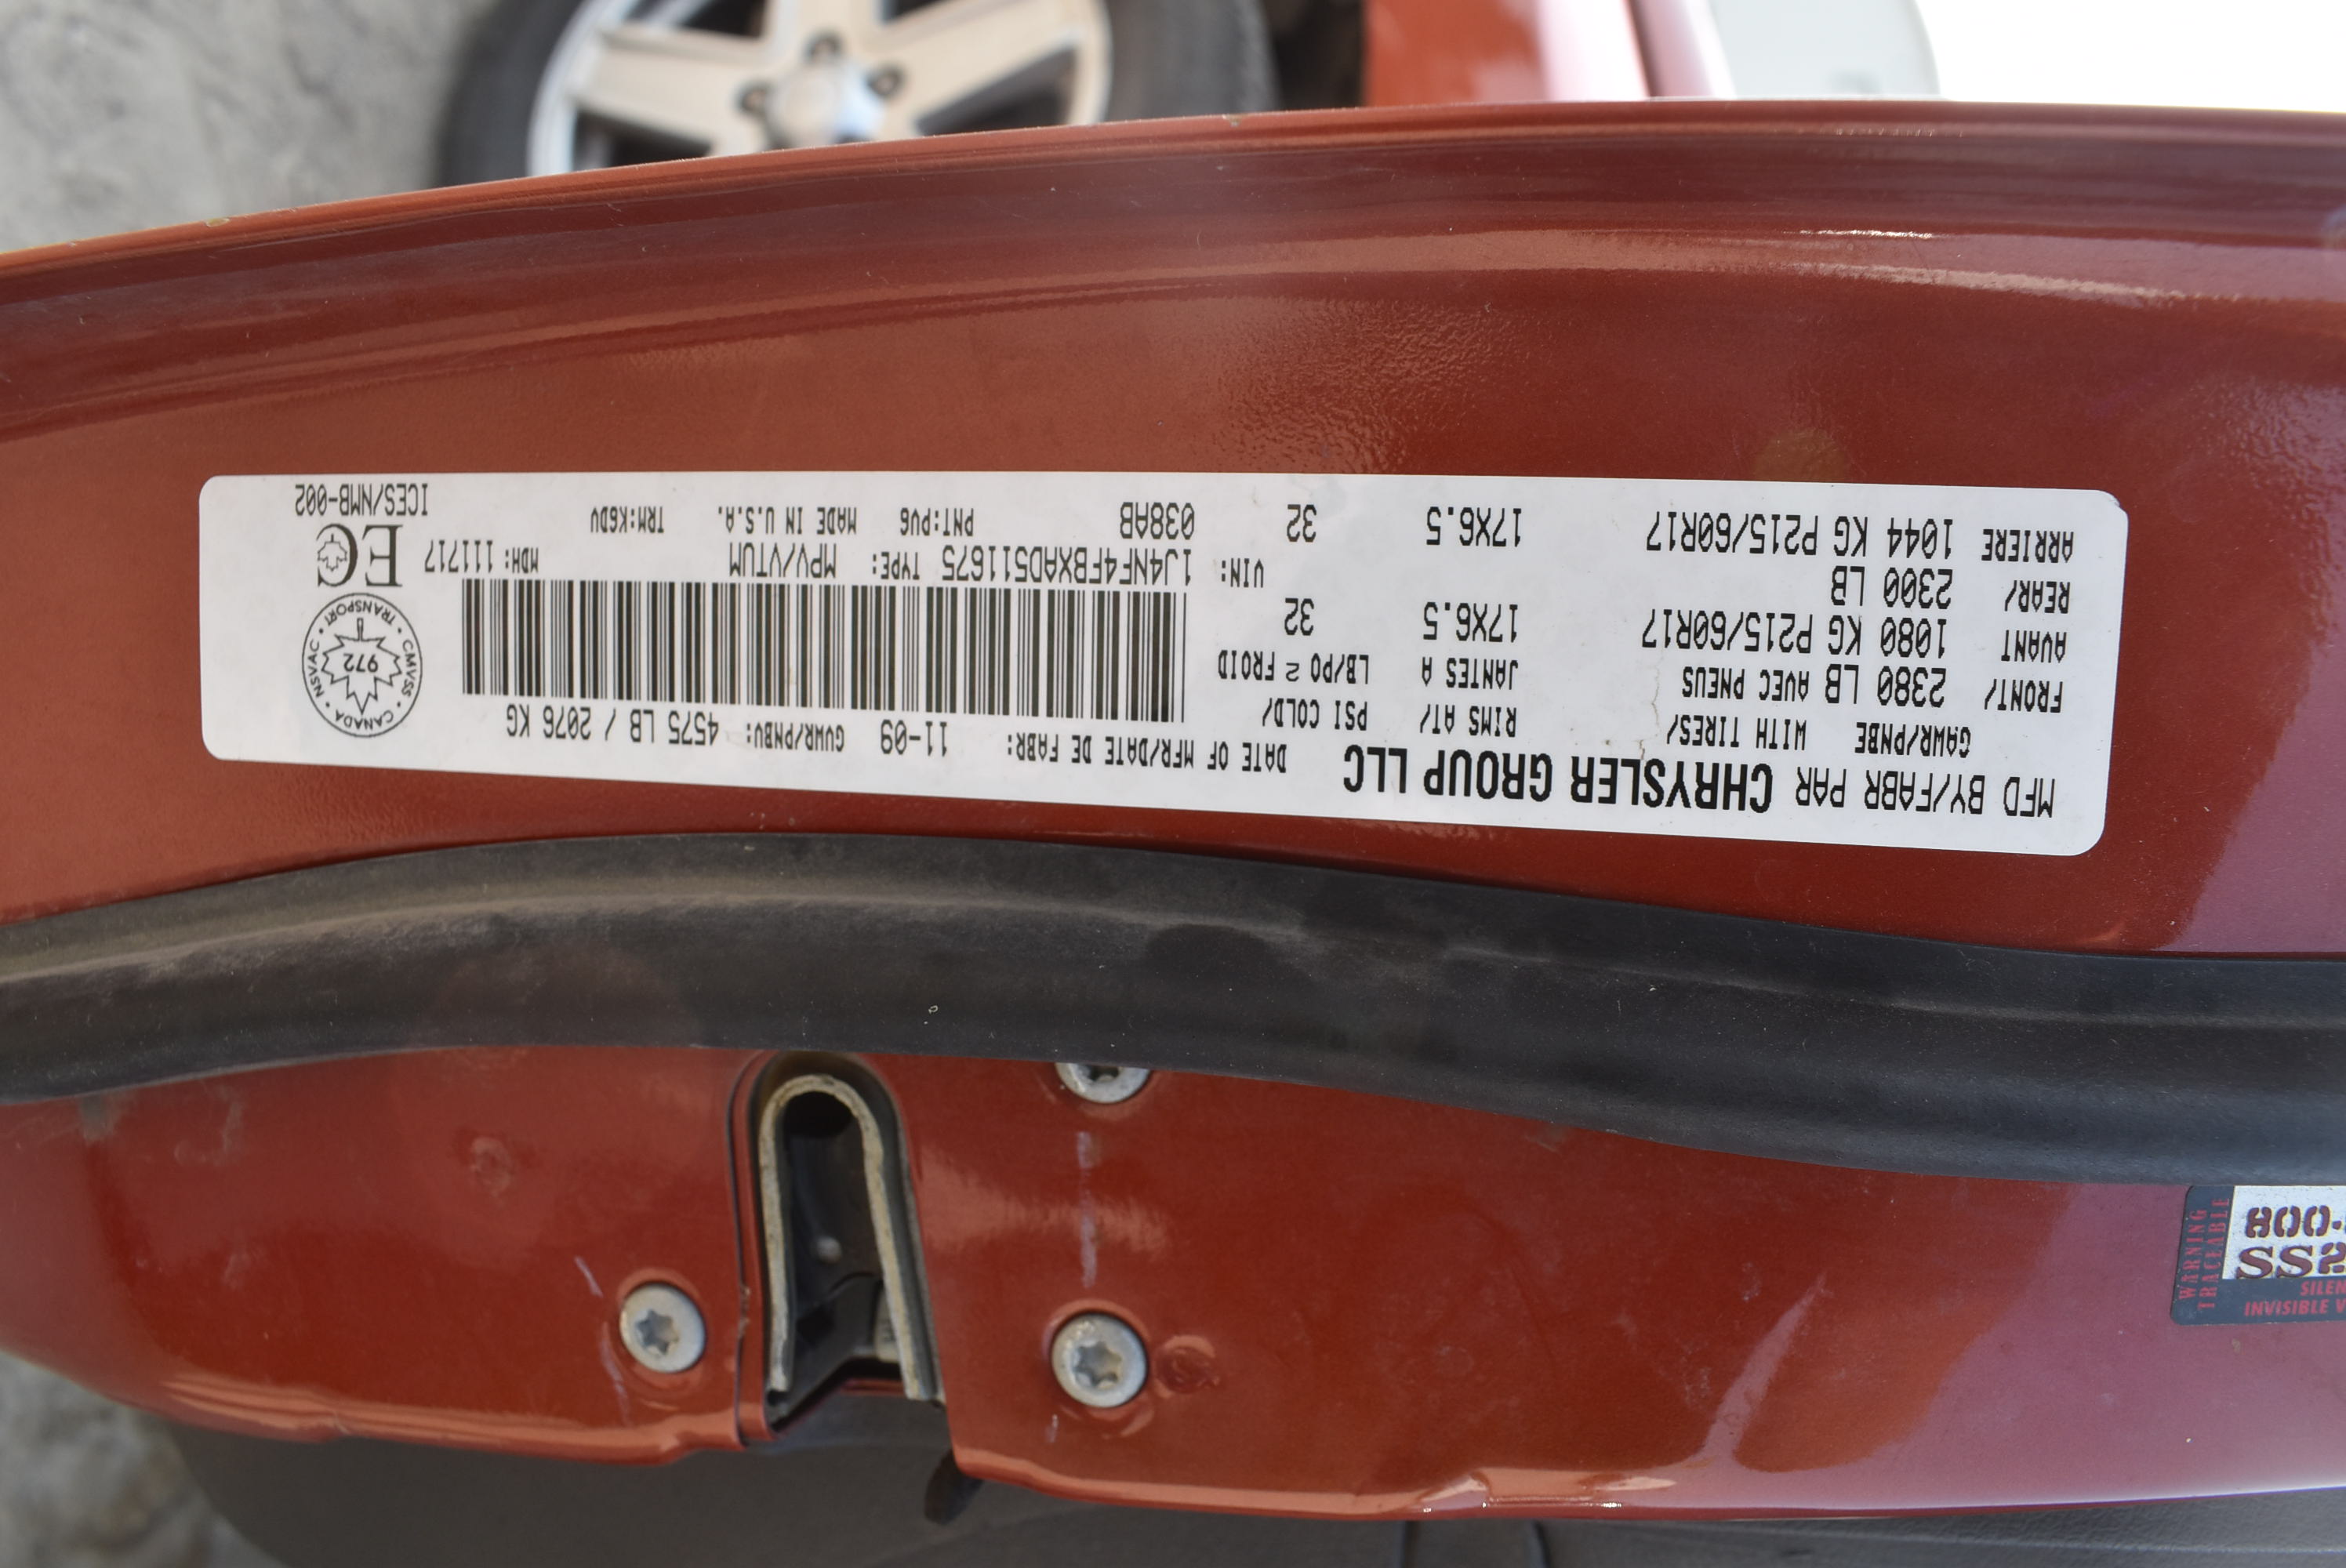 MFD BY/FABR PAR CHRYSLER GROUP LLC
DATE OF MFR/DATE DE FABR: 11-09 GVWR/PNBV: 4575 LB / 2076 KG
GAWR/PNBE WITH TIRES/ RIMS AT/ PSI COLD/
FRONT/ 2380 LB AVEC PNEUS JANTES A LB/PO 2 FROID
AVANT 1080 KG P215/60R17 17X6.5 32
REAR/ 2300 LB
ARRIERE 1044 KG P215/60R17 17X6.5 32
VIN: 1J4NF4FBXAD511675 TYPE: MPV/VTUM MDH: 111717
038AB PNT:PV6 MADE IN U.S.A. TRM:K6DV
CANADA • CMVSS • TRANSPORT • NSVAC •
972
EC
ICES/NMB-002
WARNING
TRACEABLE
800-
SS2
INVISIBLE